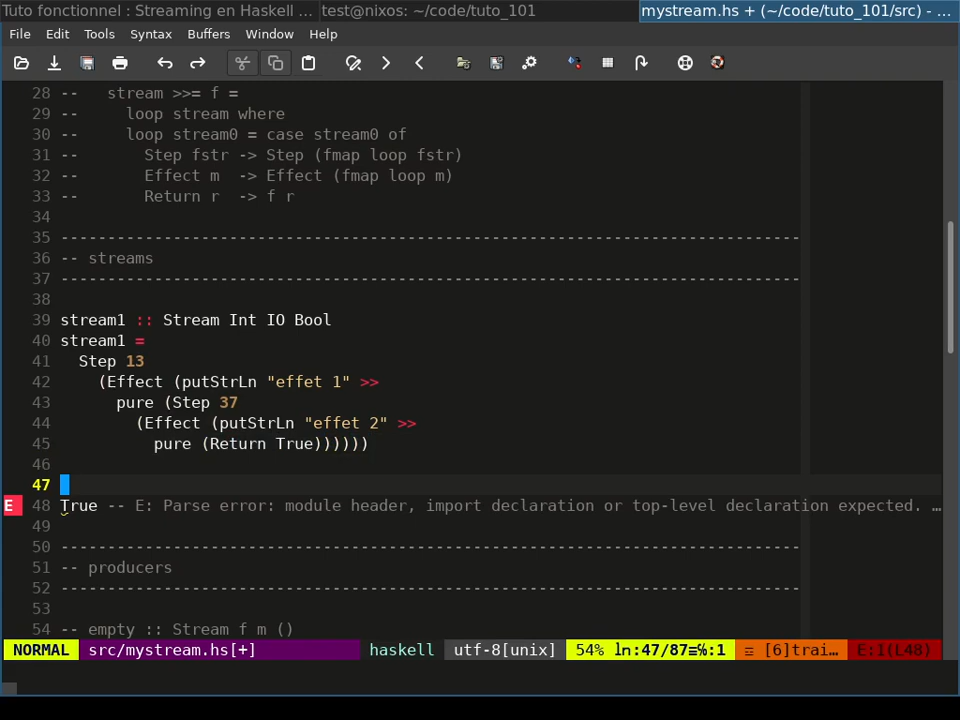 Tuto fonctionnel : Streaming en Haskell ... test@nixos: ~/code/tuto_101 mystream.hs + (~/code/tuto_101/src) - ...
File Edit Tools Syntax Buffers Window Help
28 --   stream >>= f =
29 --     loop stream where
30 --     loop stream0 = case stream0 of
31 --       Step fstr -> Step (fmap loop fstr)
32 --       Effect m  -> Effect (fmap loop m)
33 --       Return r  -> f r
34
35 --------------------------------------------------------------------------------
36 -- streams
37 --------------------------------------------------------------------------------
38
39 stream1 :: Stream Int IO Bool
40 stream1 =
41   Step 13
42     (Effect (putStrLn "effet 1" >>
43       pure (Step 37
44         (Effect (putStrLn "effet 2" >>
45           pure (Return True))))))
46
47
E 48 True -- E: Parse error: module header, import declaration or top-level declaration expected. …
49
50 --------------------------------------------------------------------------------
51 -- producers
52 --------------------------------------------------------------------------------
53
54 -- empty :: Stream f m ()
NORMAL src/mystream.hs[+] haskell utf-8[unix] 54% ln:47/87≡℅:1 ☲ [6]trai… E:1(L48)